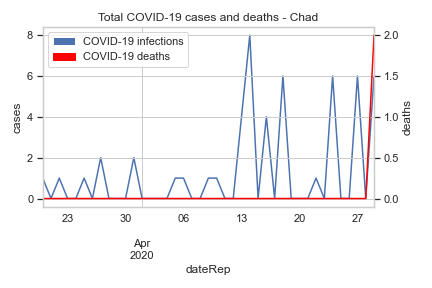 Total COVID-19 cases and deaths - Chad
COVID-19 infections
COVID-19 deaths
8
6
4
2
0
cases
2.0
1.5
1.0
0.5
0.0
deaths
23 30 06 13 20 27
Apr
2020
dateRep